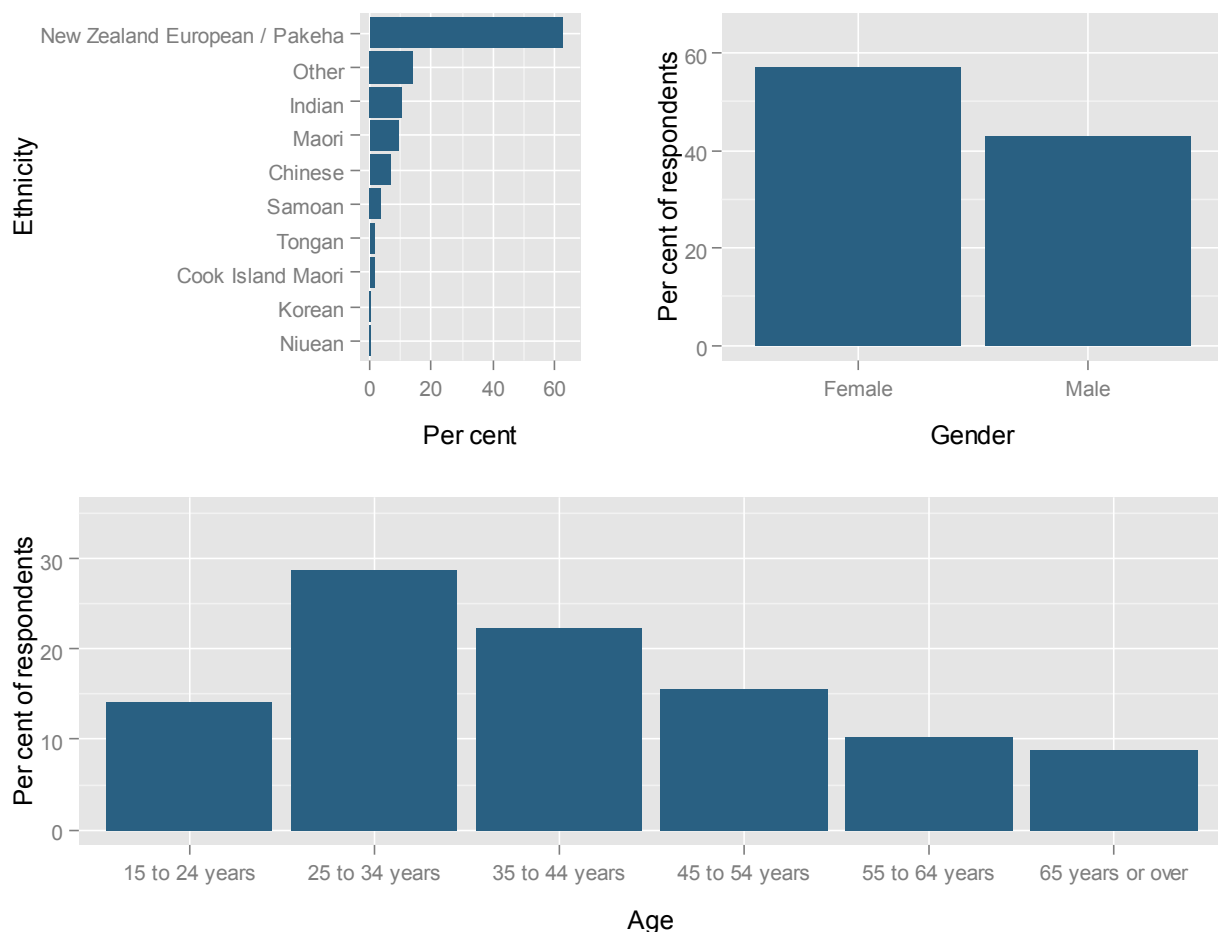 New Zealand European / Pakeha
Other
Indian
Maori
Chinese
Samoan
Tongan
Cook Island Maori
Korean
Niuean
Ethnicity
0 20 40 60
Per cent
60
40
20
0
Per cent of respondents
Female Male
Gender
30
20
10
0
Per cent of respondents
15 to 24 years 25 to 34 years 35 to 44 years 45 to 54 years 55 to 64 years 65 years or over
Age